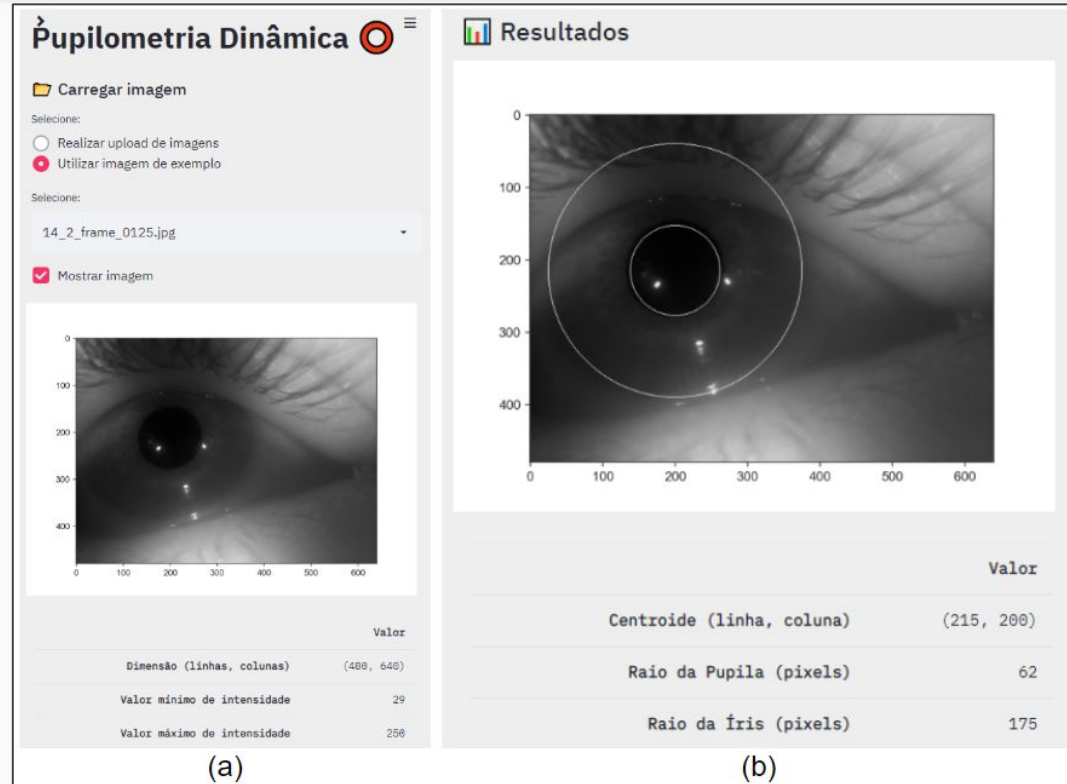 Pupilometria Dinâmica
Carregar imagem
Selecione:
Realizar upload de imagens
Utilizar imagem de exemplo
Selecione:
14_2_frame_0125.jpg
Mostrar imagem
0
100
200
300
400
0 100 200 300 400 500 600
Valor
Dimensão (linhas, colunas) (480, 640)
Valor mínimo de intensidade 29
Valor máximo de intensidade 250
(a)
Resultados
0
100
200
300
400
0 100 200 300 400 500 600
Valor
Centroide (linha, coluna) (215, 200)
Raio da Pupila (pixels) 62
Raio da Íris (pixels) 175
(b)